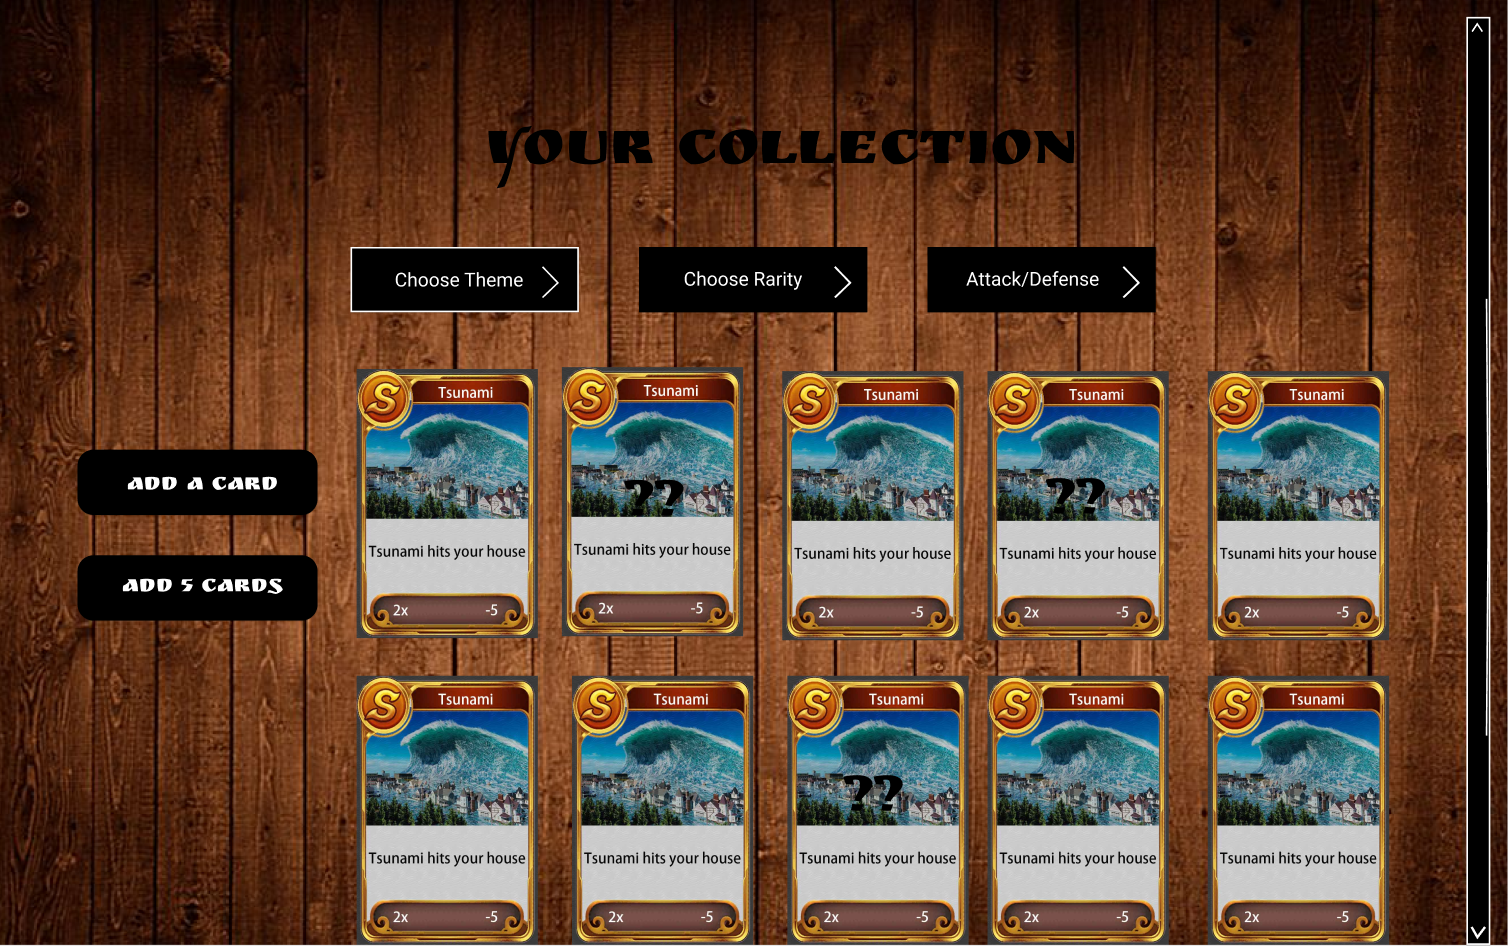 YOUR COLLECTION
Choose Theme
Choose Rarity
Attack/Defense
ADD A CARD
ADD 5 CARDS
S Tsunami
Tsunami hits your house
2x -5
S Tsunami
??
Tsunami hits your house
2x -5
S Tsunami
Tsunami hits your house
2x -5
S Tsunami
??
Tsunami hits your house
2x -5
S Tsunami
Tsunami hits your house
2x -5
S Tsunami
Tsunami hits your house
2x -5
S Tsunami
Tsunami hits your house
2x -5
S Tsunami
??
Tsunami hits your house
2x -5
S Tsunami
Tsunami hits your house
2x -5
S Tsunami
Tsunami hits your house
2x -5